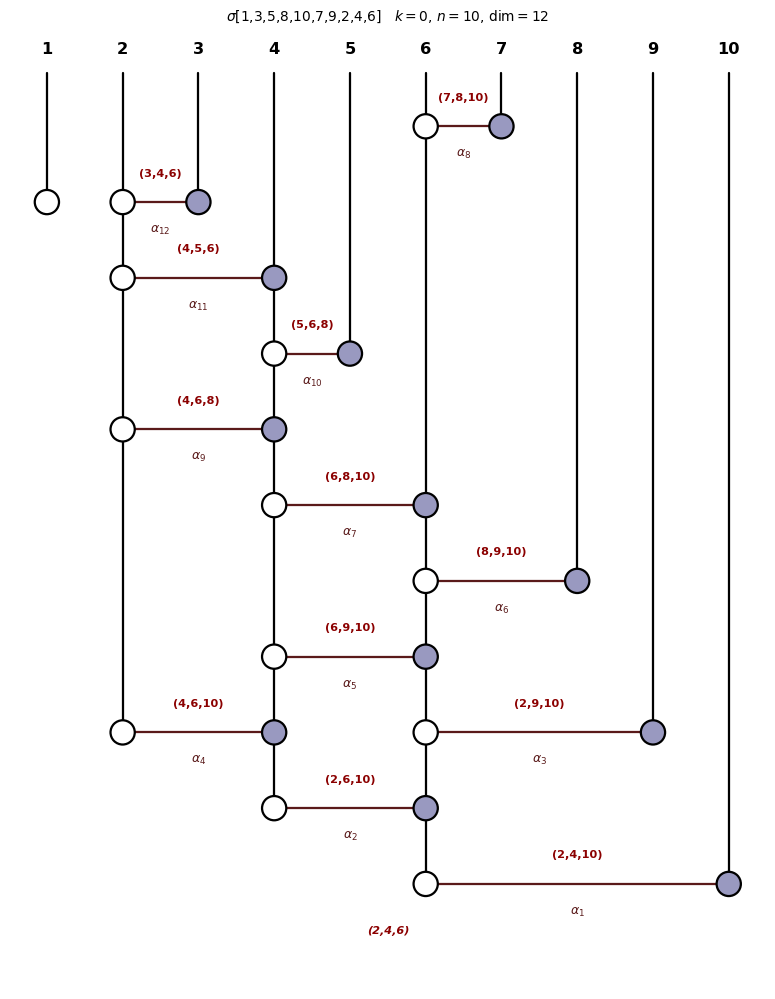 σ[1,3,5,8,10,7,9,2,4,6]   k = 0, n = 10, dim = 12
1 2 3 4 5 6 7 8 9 10
(7,8,10)
α₈
(3,4,6)
α₁₂
(4,5,6)
α₁₁
(5,6,8)
α₁₀
(4,6,8)
α₉
(6,8,10)
α₇
(8,9,10)
α₆
(6,9,10)
α₅
(4,6,10) (2,9,10)
α₄ α₃
(2,6,10)
α₂
(2,4,10)
α₁
(2,4,6)